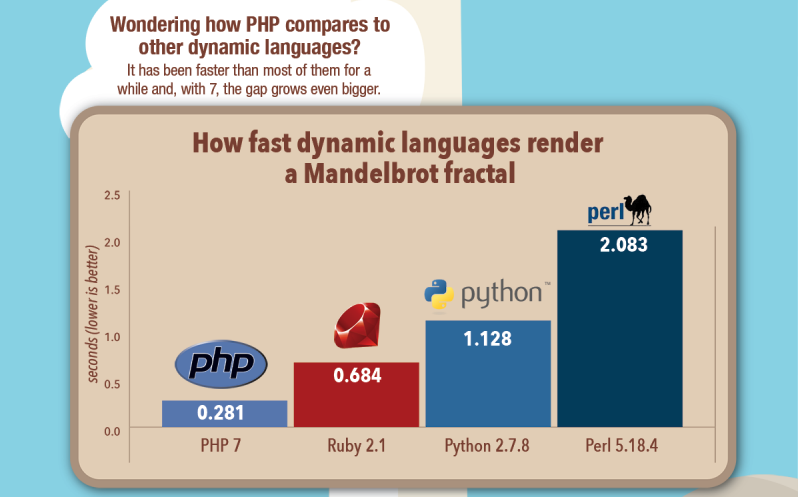 Wondering how PHP compares to
other dynamic languages?
It has been faster than most of them for a
while and, with 7, the gap grows even bigger.
How fast dynamic languages render
a Mandelbrot fractal
seconds (lower is better)
2.5
2.0
1.5
1.0
0.5
0.0
php
0.281
0.684
python™
1.128
perl
2.083
PHP 7
Ruby 2.1
Python 2.7.8
Perl 5.18.4